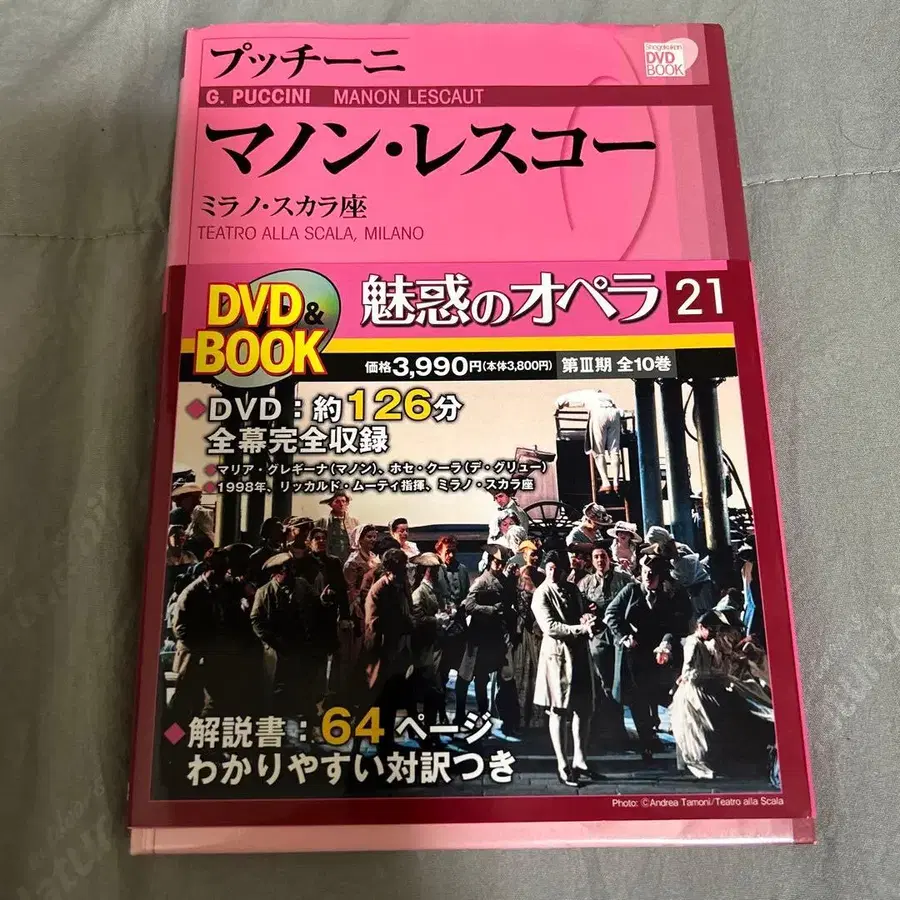 プッチーニ
Shogakukan
DVD
BOOK
G. PUCCINI MANON LESCAUT
マノン・レスコー
ミラノ・スカラ座
TEATRO ALLA SCALA, MILANO
DVD&
BOOK
魅惑のオペラ 21
価格3,990円(本体3,800円) 第Ⅲ期 全10巻
◆DVD:約126分
全幕完全収録
◆マリア・グレギーナ(マノン)、ホセ・クーラ(デ・グリュー)
◆1998年、リッカルド・ムーティ指揮、ミラノ・スカラ座
◆解説書:64ページ
わかりやすい対訳つき
Photo: ©Andrea Tamoni/Teatro alla Scala